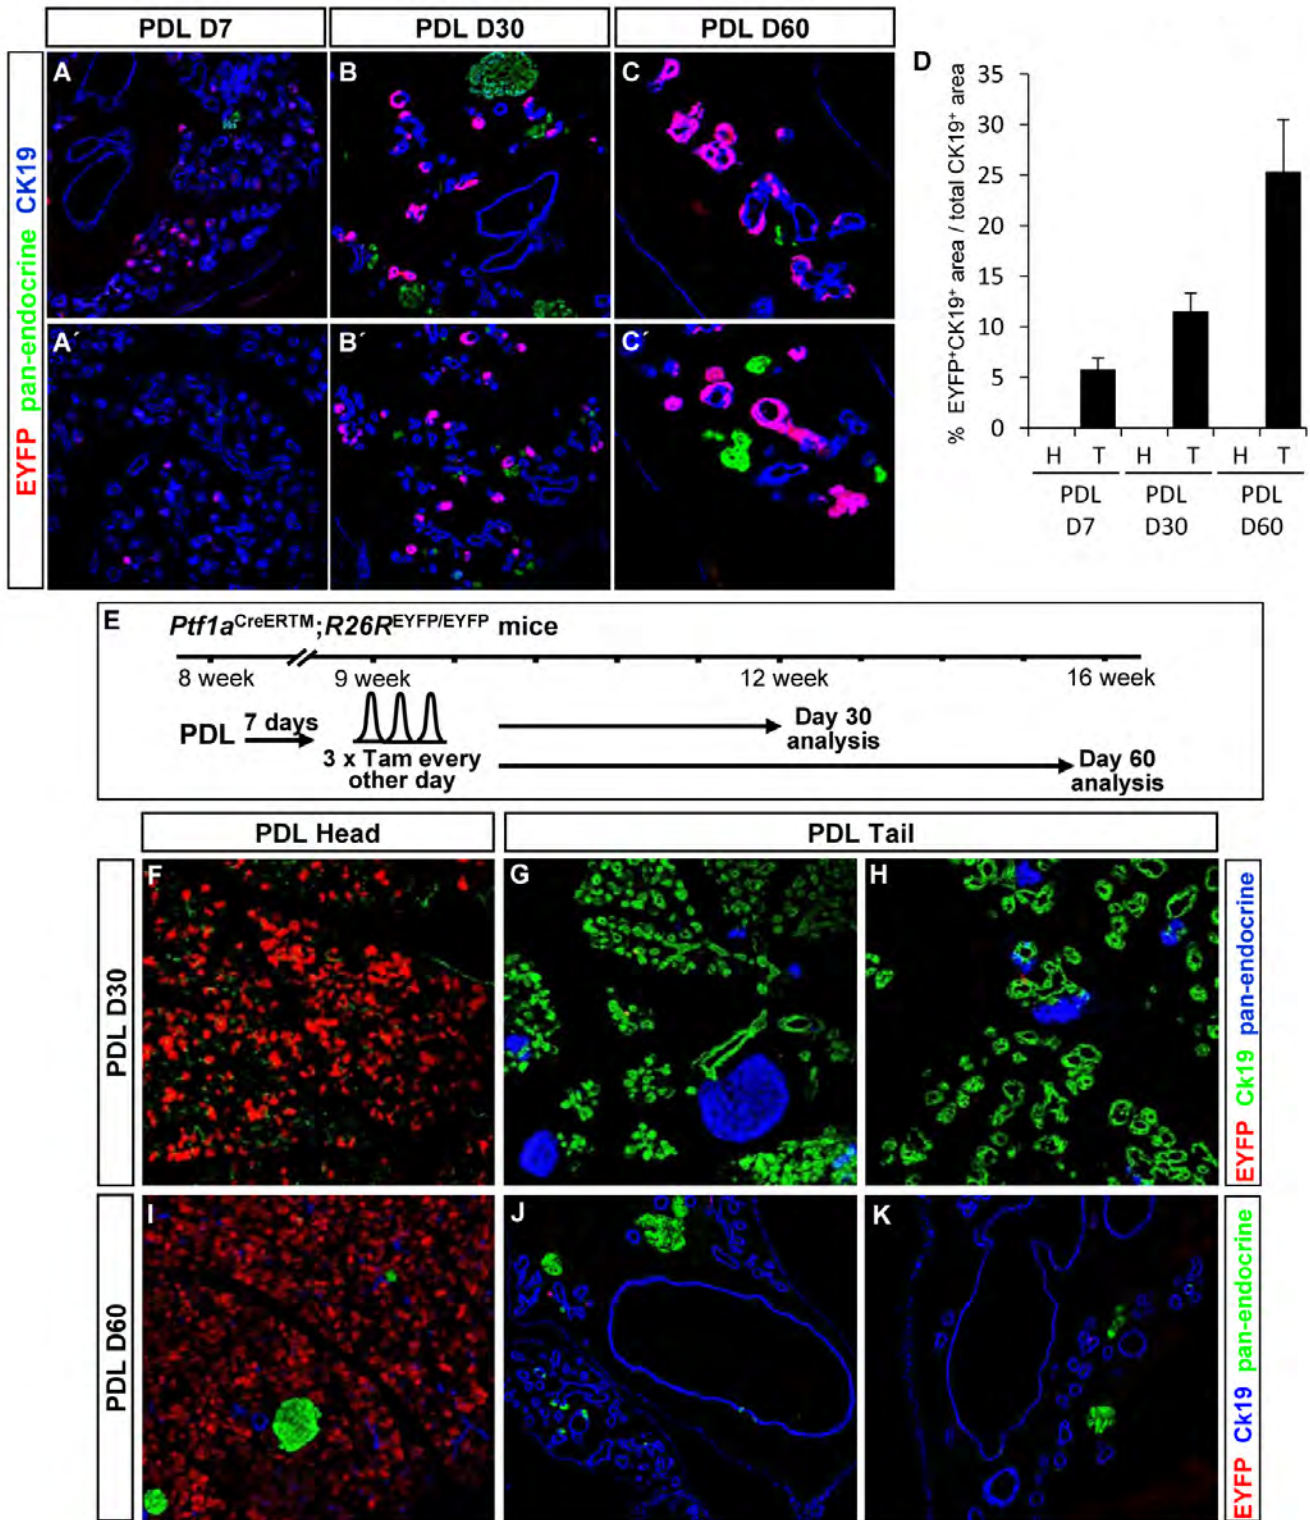 PDL D7
PDL D30
PDL D60
EYFP pan-endocrine CK19
A
B
C
A´
B´
C´
D
% EYFP⁺CK19⁺ area / total CK19⁺ area
35
30
25
20
15
10
5
0
H T H T H T
PDL D7
PDL D30
PDL D60
E
Ptf1aCreERTM;R26REYFP/EYFP mice
8 week
9 week
12 week
16 week
PDL
7 days
3 x Tam every
other day
Day 30
analysis
Day 60
analysis
PDL Head
PDL Tail
PDL D30
F
G
H
EYFP Ck19 pan-endocrine
PDL D60
I
J
K
EYFP Ck19 pan-endocrine